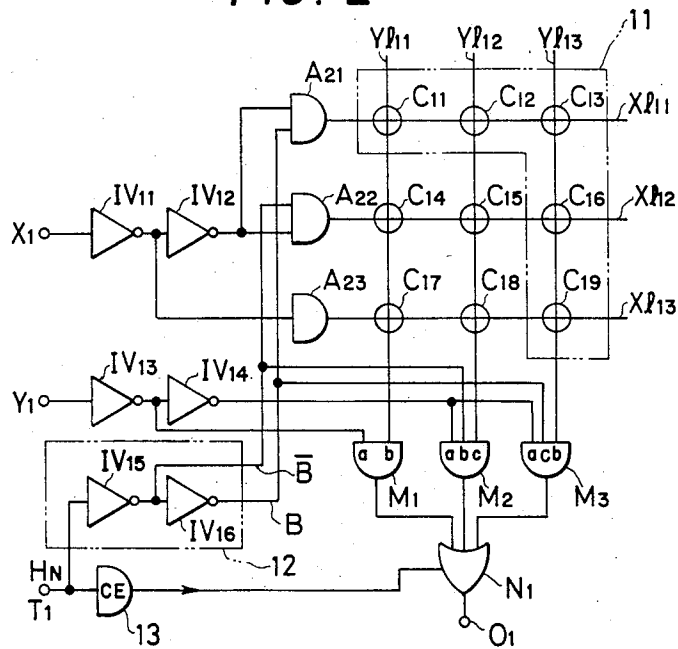 FIG. 2
Yℓ11 Yℓ12 Yℓ13 11
A21 C11 C12 C13 Xℓ11
IV11 IV12 A22 C14 C15 C16 Xℓ12
X1
A23 C17 C18 C19 Xℓ13
IV13 IV14
Y1
a b a b c a c b
IV15 B̅ M1 M2 M3
IV16 B
12
HN CE N1
T1 13 O1